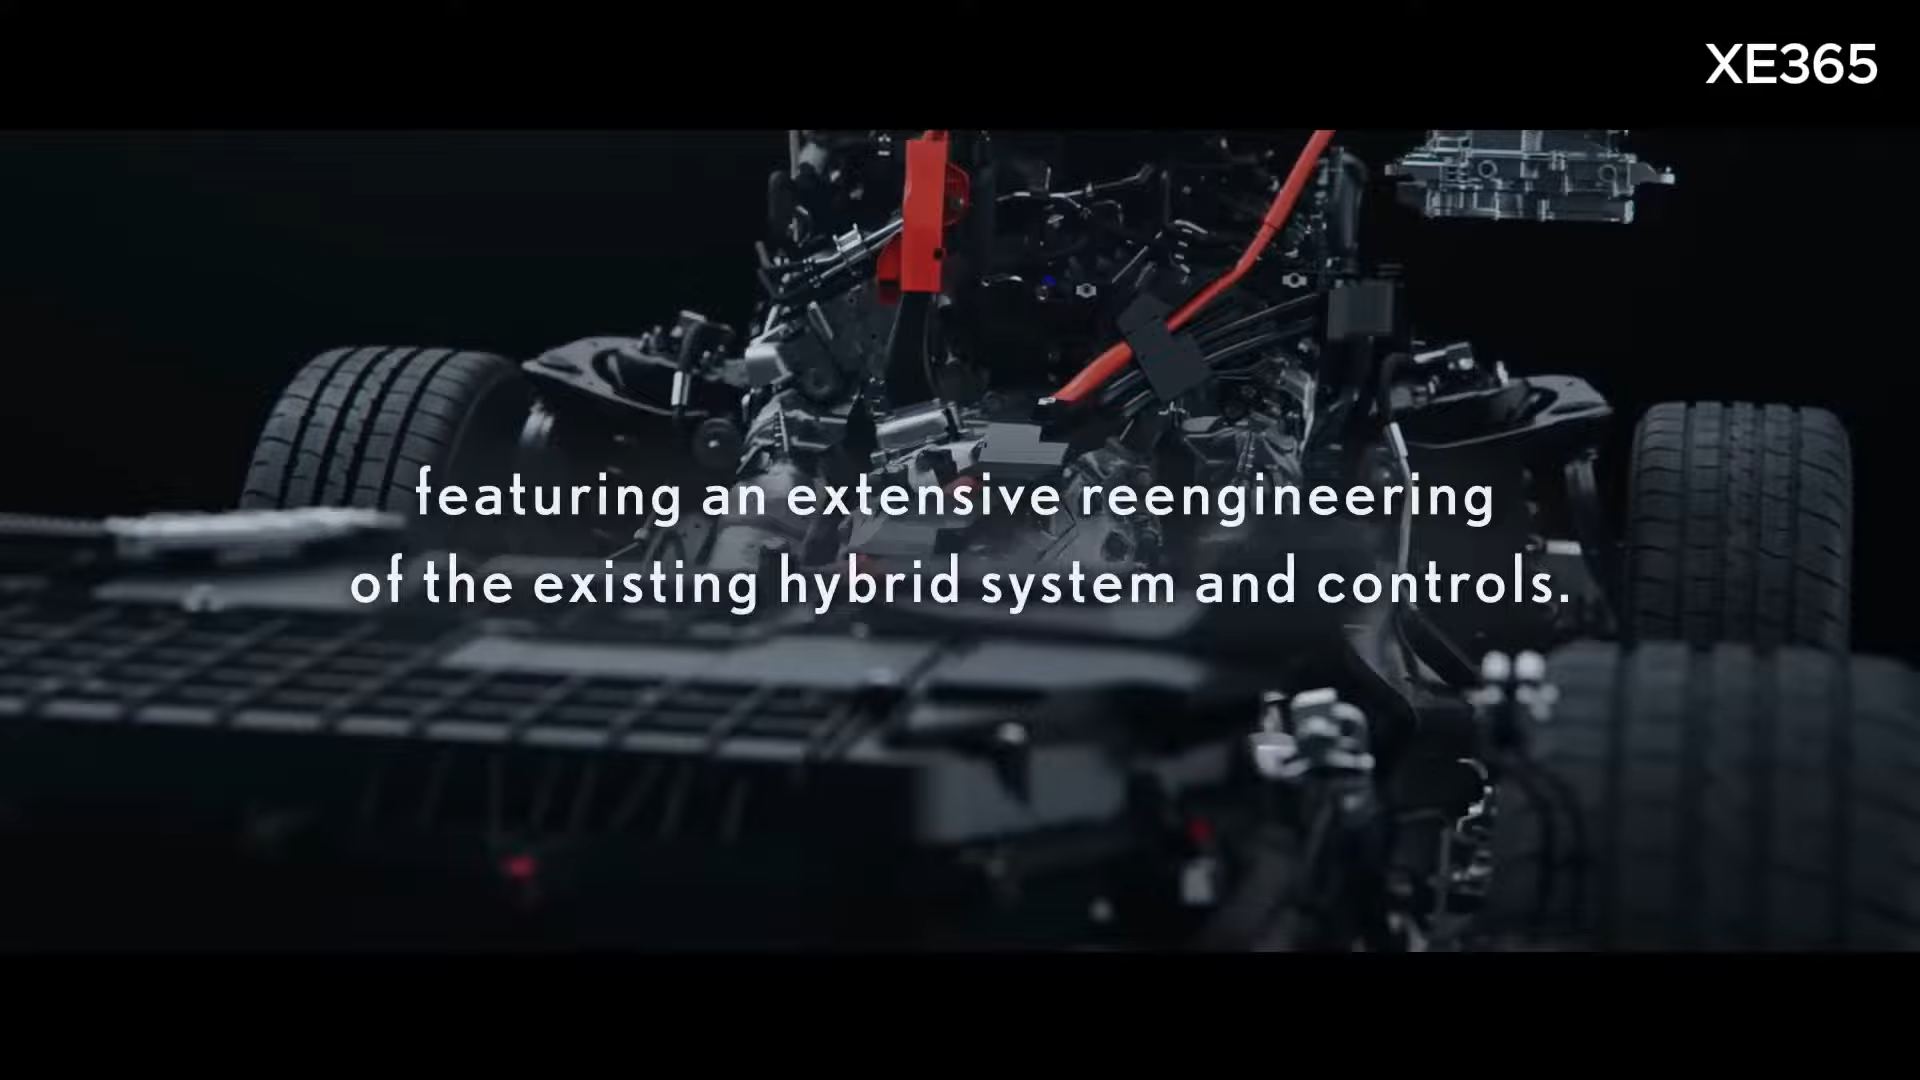 XE365
featuring an extensive reengineering
of the existing hybrid system and controls.